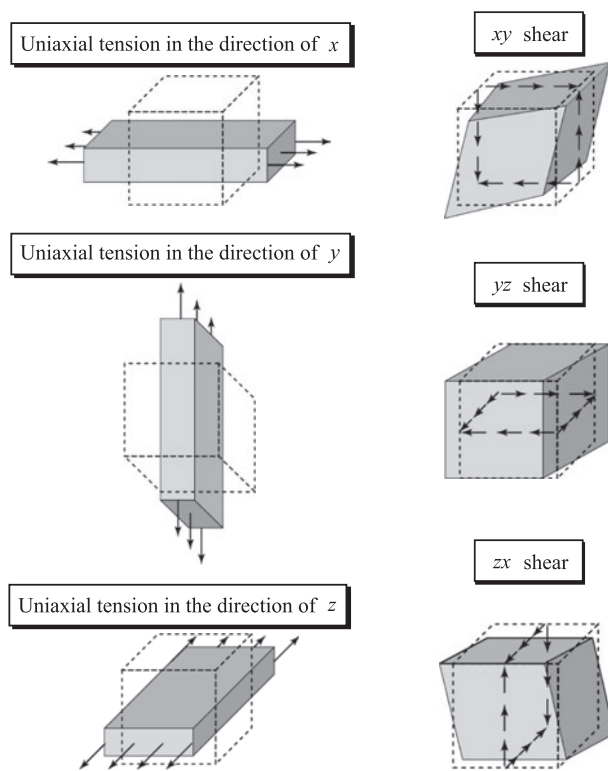 Uniaxial tension in the direction of x
xy shear
Uniaxial tension in the direction of y
yz shear
Uniaxial tension in the direction of z
zx shear